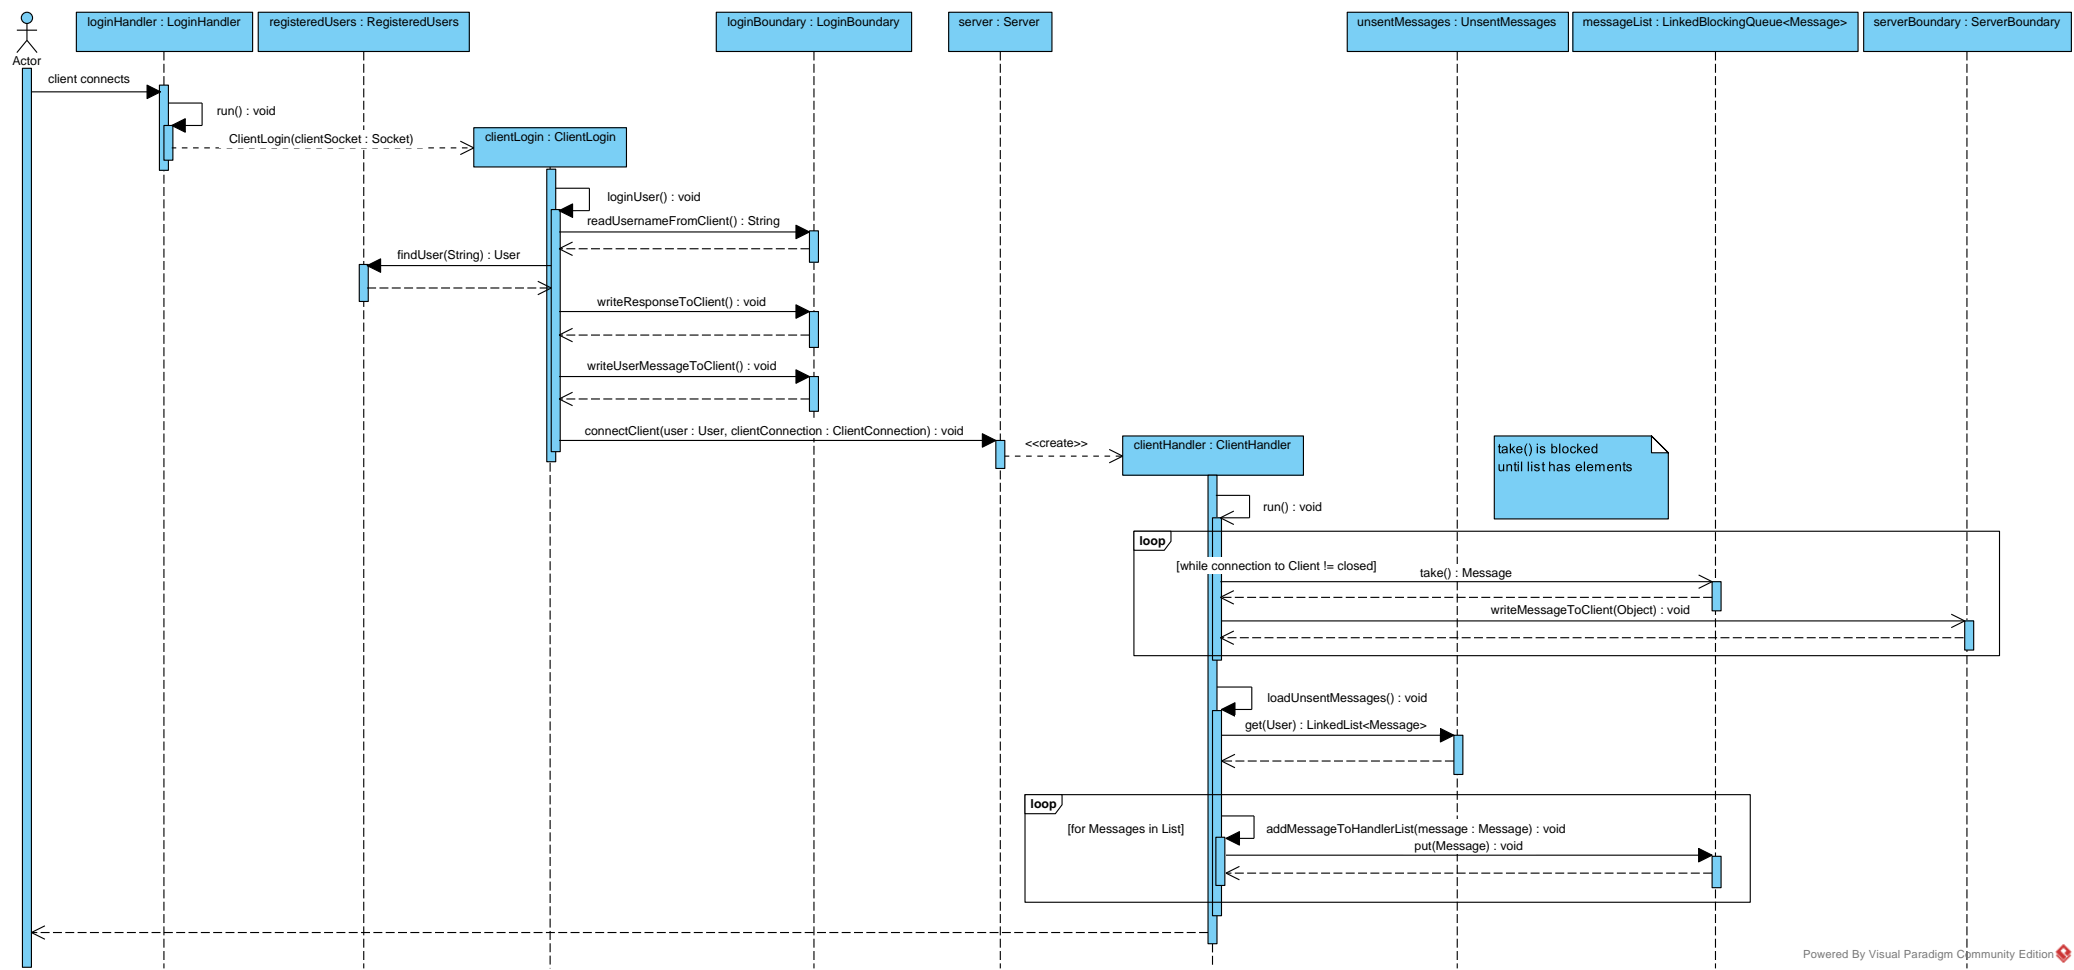 loginHandler : LoginHandler
registeredUsers : RegisteredUsers
loginBoundary : LoginBoundary
server : Server
unsentMessages : UnsentMessages
messageList : LinkedBlockingQueue<Message>
serverBoundary : ServerBoundary
Actor
client connects
run() : void
ClientLogin(clientSocket : Socket)
clientLogin : ClientLogin
loginUser() : void
readUsernameFromClient() : String
findUser(String) : User
writeResponseToClient() : void
writeUserMessageToClient() : void
connectClient(user : User, clientConnection : ClientConnection) : void
<<create>>
clientHandler : ClientHandler
take() is blocked
until list has elements
run() : void
loop
[while connection to Client != closed]
take() : Message
writeMessageToClient(Object) : void
loadUnsentMessages() : void
get(User) : LinkedList<Message>
loop
[for Messages in List]
addMessageToHandlerList(message : Message) : void
put(Message) : void
Powered By Visual Paradigm Community Edition